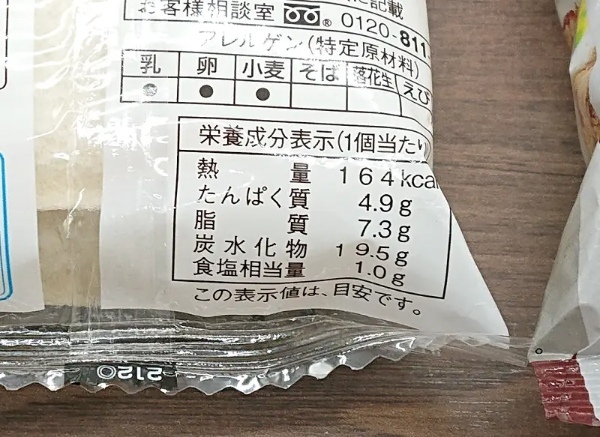 に記載
お客様相談室 ® 0120-811
アレルゲン(特定原材料)
乳 卵 小麦 そば 落花生 えび
● ● ●
栄養成分表示(1個当たり)
熱量 164kcal
たんぱく質 4.9g
脂質 7.3g
炭水化物 19.5g
食塩相当量 1.0g
この表示値は、目安です。
2120